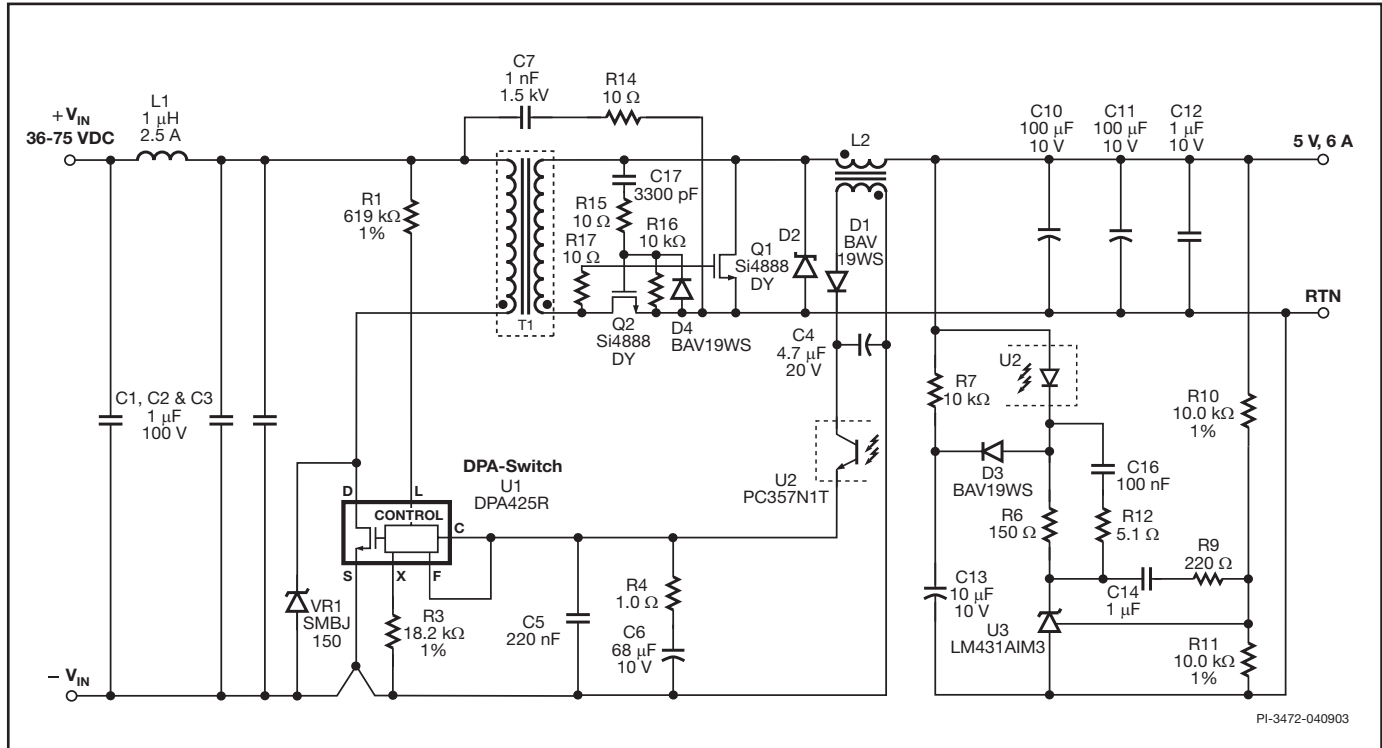 C7
1 nF
1.5 kV
R14
10 Ω
L1
1 μH
2.5 A
+ VIN
36-75 VDC
R1
619 kΩ
1%
T1
C17
3300 pF
R15
10 Ω
R16
10 kΩ
R17
10 Ω
Q1
Si4888
DY
Q2
Si4888
DY
D4
BAV19WS
D2
L2
D1
BAV
19WS
C4
4.7 μF
20 V
C10
100 μF
10 V
C11
100 μF
10 V
C12
1 μF
10 V
5 V, 6 A
RTN
C1, C2 & C3
1 μF
100 V
DPA-Switch
U1
DPA425R
D
L
CONTROL
C
S
X
F
VR1
SMBJ
150
R3
18.2 kΩ
1%
C5
220 nF
R4
1.0 Ω
C6
68 μF
10 V
U2
PC357N1T
R7
10 kΩ
U2
D3
BAV19WS
R6
150 Ω
C16
100 nF
R12
5.1 Ω
R10
10.0 kΩ
1%
R9
220 Ω
C14
1 μF
C13
10 μF
10 V
U3
LM431AIM3
R11
10.0 kΩ
1%
– VIN
PI-3472-040903